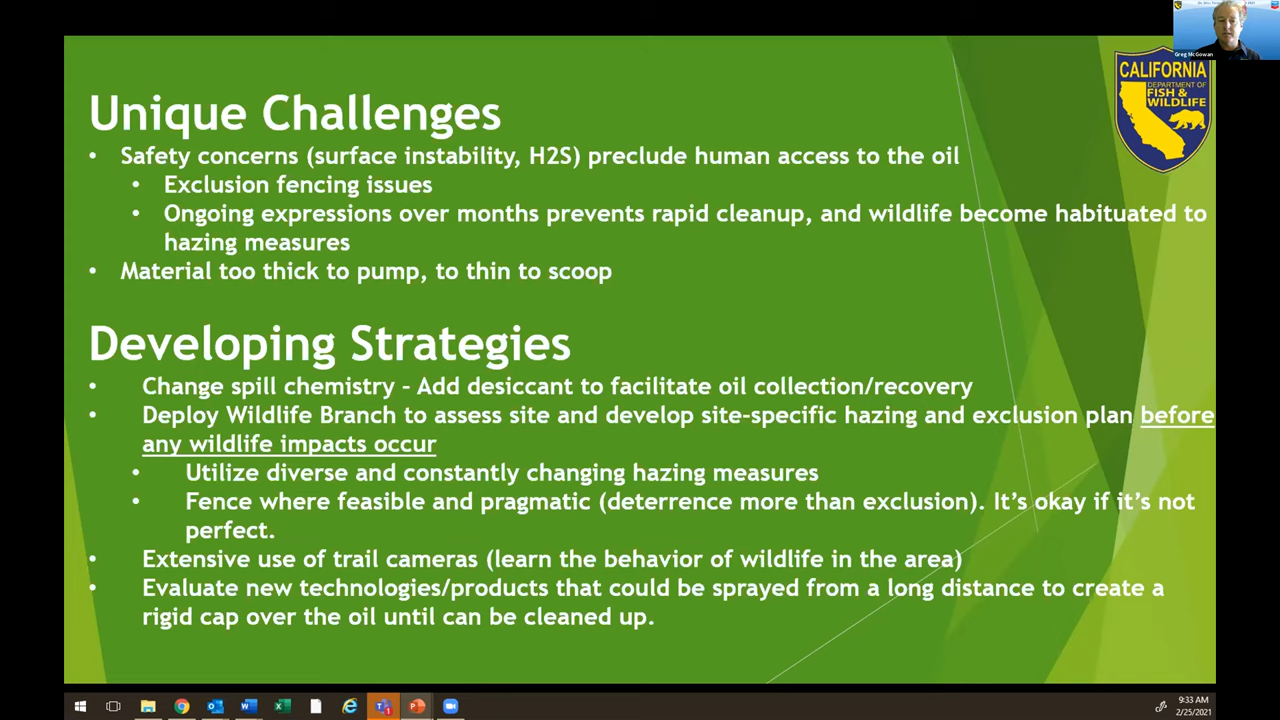 Unique Challenges
• Safety concerns (surface instability, H2S) preclude human access to the oil
• Exclusion fencing issues
• Ongoing expressions over months prevents rapid cleanup, and wildlife become habituated to
hazing measures
• Material too thick to pump, to thin to scoop
Developing Strategies
• Change spill chemistry – Add desiccant to facilitate oil collection/recovery
• Deploy Wildlife Branch to assess site and develop site-specific hazing and exclusion plan before
any wildlife impacts occur
• Utilize diverse and constantly changing hazing measures
• Fence where feasible and pragmatic (deterrence more than exclusion). It's okay if it's not
perfect.
• Extensive use of trail cameras (learn the behavior of wildlife in the area)
• Evaluate new technologies/products that could be sprayed from a long distance to create a
rigid cap over the oil until can be cleaned up.
CALIFORNIA
DEPARTMENT OF
FISH &
WILDLIFE
Greg McGowan
9:33 AM
2/25/2021